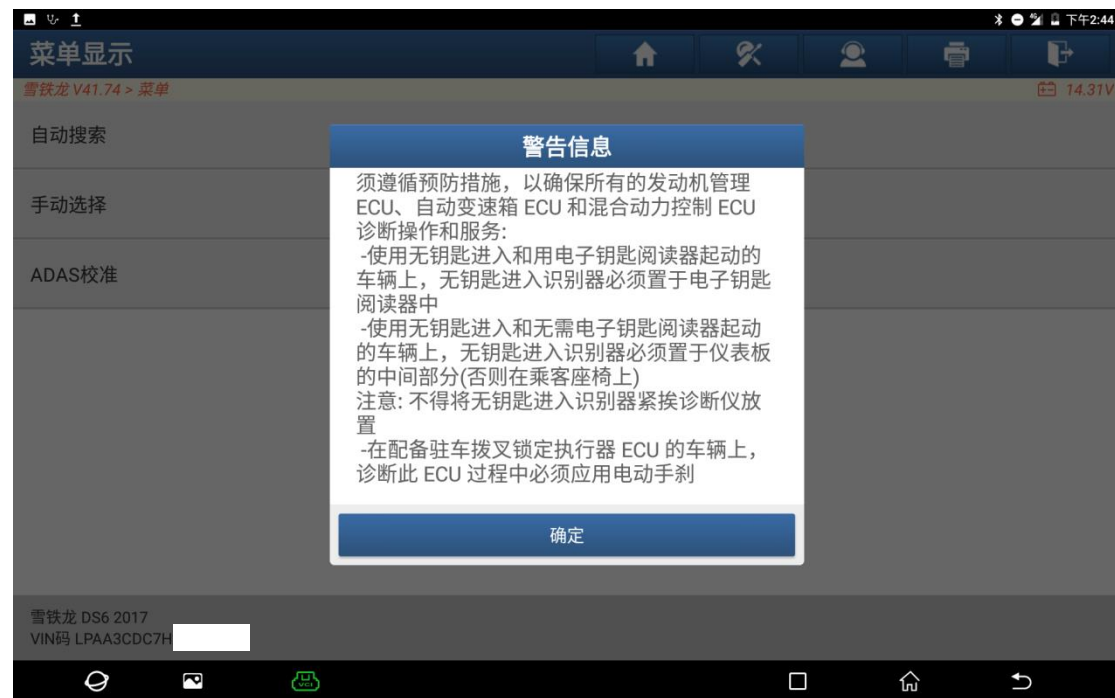 下午2:44
菜单显示
雪铁龙 V41.74 > 菜单
14.31V
自动搜索
手动选择
ADAS校准
警告信息
须遵循预防措施，以确保所有的发动机管理
ECU、自动变速箱 ECU 和混合动力控制 ECU
诊断操作和服务:
-使用无钥匙进入和用电子钥匙阅读器起动的
车辆上，无钥匙进入识别器必须置于电子钥匙
阅读器中
-使用无钥匙进入和无需电子钥匙阅读器起动
的车辆上，无钥匙进入识别器必须置于仪表板
的中间部分(否则在乘客座椅上)
注意: 不得将无钥匙进入识别器紧挨诊断仪放
置
-在配备驻车拨叉锁定执行器 ECU 的车辆上，
诊断此 ECU 过程中必须应用电动手刹
确定
雪铁龙 DS6 2017
VIN码 LPAA3CDC7H
VCI